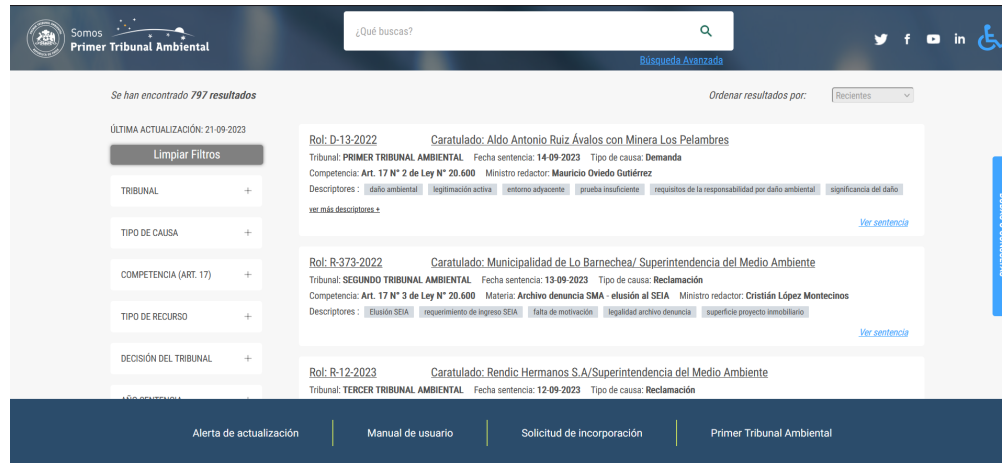 Somos
Primer Tribunal Ambiental
¿Qué buscas?
Búsqueda Avanzada
Se han encontrado 797 resultados
Ordenar resultados por: Recientes
ÚLTIMA ACTUALIZACIÓN: 21-09-2023
Limpiar Filtros
TRIBUNAL +
TIPO DE CAUSA +
COMPETENCIA (ART. 17) +
TIPO DE RECURSO +
DECISIÓN DEL TRIBUNAL +
AÑO SENTENCIA
Rol: D-13-2022 Caratulado: Aldo Antonio Ruiz Ávalos con Minera Los Pelambres
Tribunal: PRIMER TRIBUNAL AMBIENTAL Fecha sentencia: 14-09-2023 Tipo de causa: Demanda
Competencia: Art. 17 N° 2 de Ley N° 20.600 Ministro redactor: Mauricio Oviedo Gutiérrez
Descriptores : daño ambiental legitimación activa entorno adyacente prueba insuficiente requisitos de la responsabilidad por daño ambiental significancia del daño
ver más descriptores +
Ver sentencia
Rol: R-373-2022 Caratulado: Municipalidad de Lo Barnechea/ Superintendencia del Medio Ambiente
Tribunal: SEGUNDO TRIBUNAL AMBIENTAL Fecha sentencia: 13-09-2023 Tipo de causa: Reclamación
Competencia: Art. 17 N° 3 de Ley N° 20.600 Materia: Archivo denuncia SMA - elusión al SEIA Ministro redactor: Cristián López Montecinos
Descriptores : Elusión SEIA requerimiento de ingreso SEIA falta de motivación legalidad archivo denuncia superficie proyecto inmobiliario
Ver sentencia
Rol: R-12-2023 Caratulado: Rendic Hermanos S.A/Superintendencia del Medio Ambiente
Tribunal: TERCER TRIBUNAL AMBIENTAL Fecha sentencia: 12-09-2023 Tipo de causa: Reclamación
Alerta de actualización
Manual de usuario
Solicitud de incorporación
Primer Tribunal Ambiental